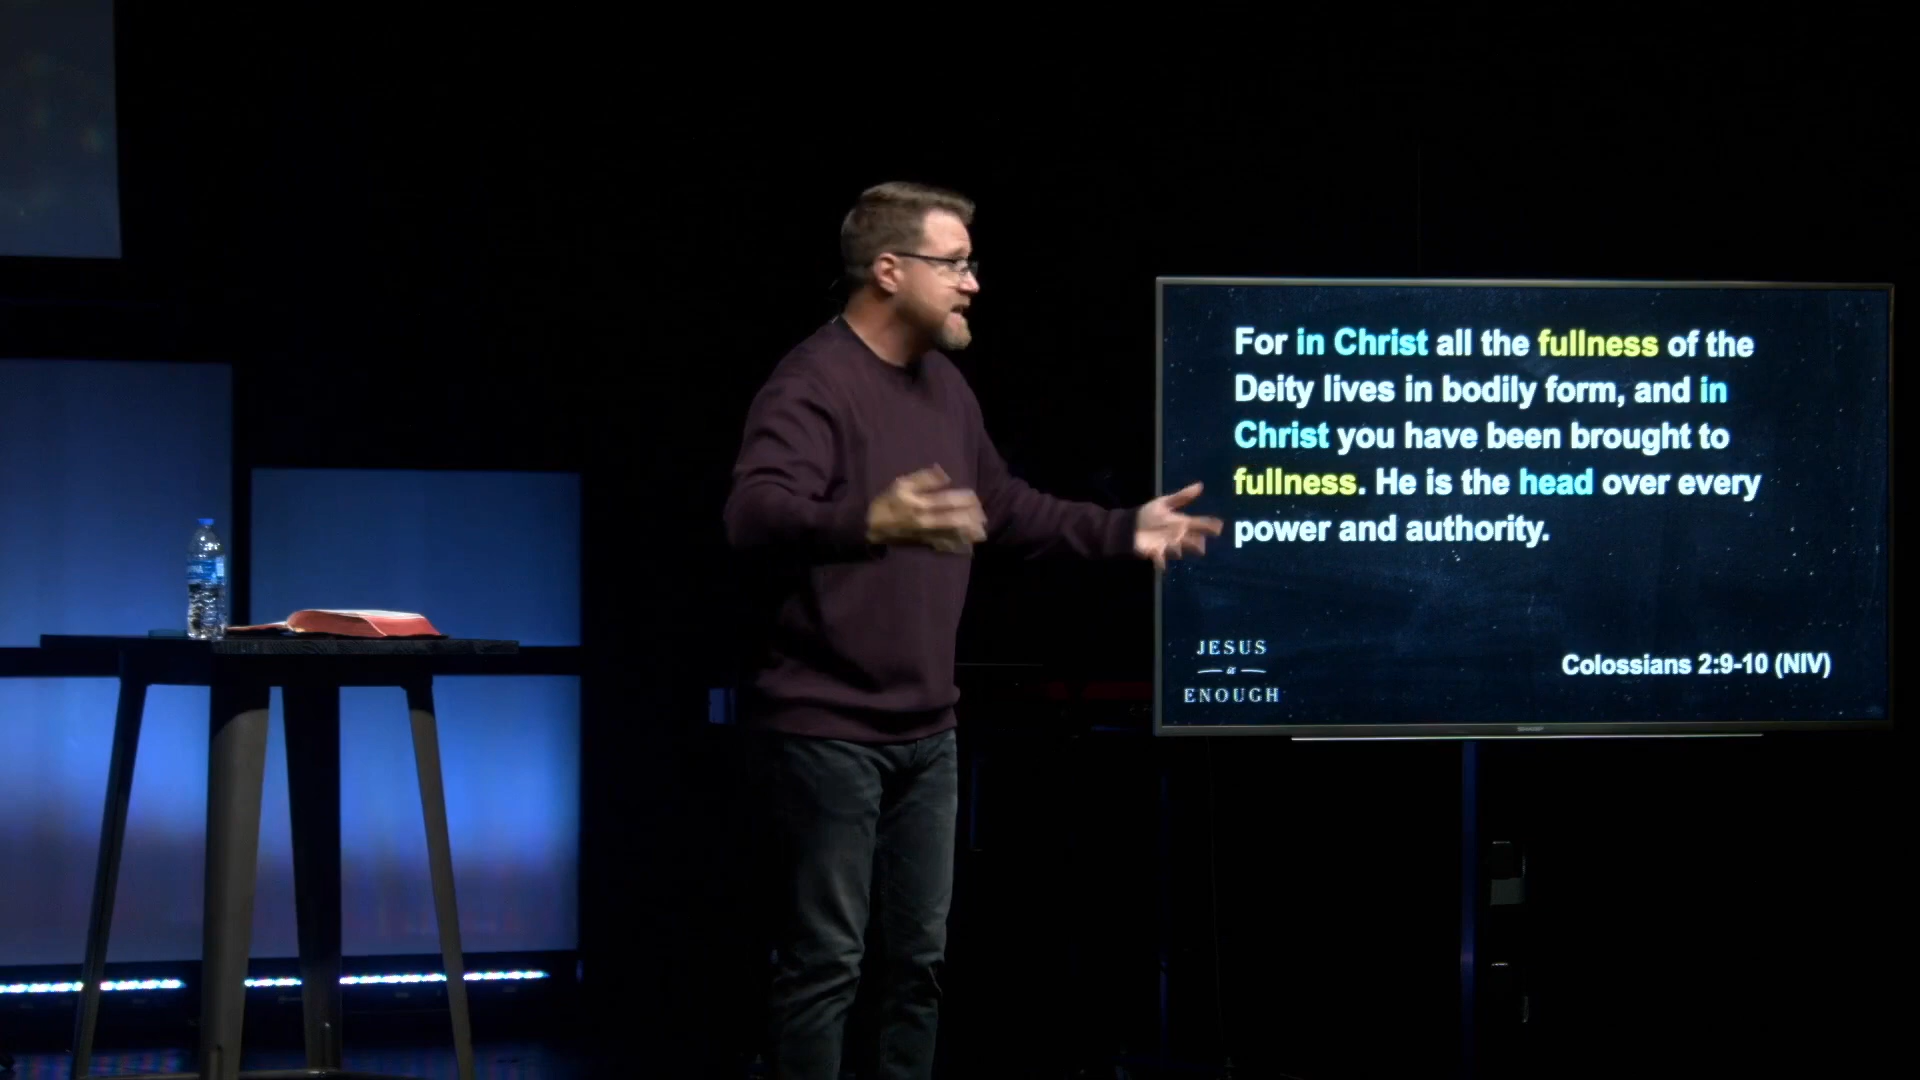 For in Christ all the fullness of the
Deity lives in bodily form, and in
Christ you have been brought to
fullness. He is the head over every
power and authority.
JESUS
is
ENOUGH
Colossians 2:9-10 (NIV)
SHARP